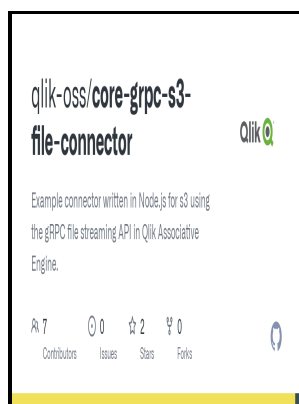 qlik-oss/core-grpc-s3-
file-connector
Qlik
Example connector written in Node.js for s3 using
the gRPC file streaming API in Qlik Associative
Engine.
7 0 2 0
Contributors Issues Stars Forks